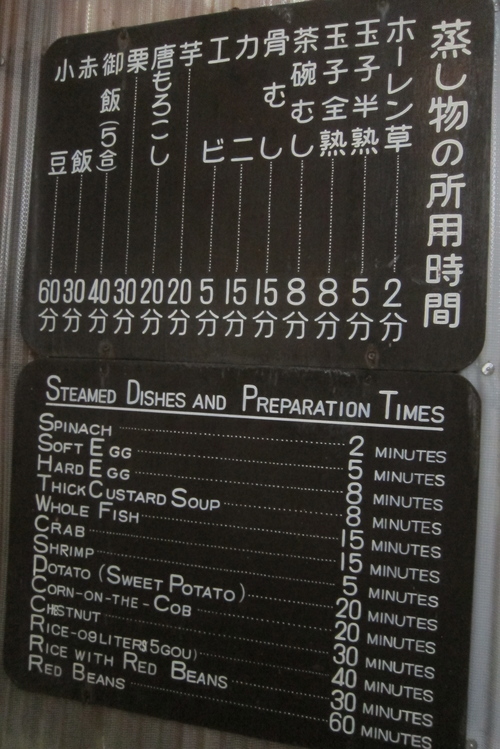 蒸し物の所用時間
ホーレン草 2分
玉子半熟 5分
玉子全熟 8分
茶碗むし 8分
骨むし 15分
カニ 15分
エビ 5分
芋 20分
唐もろこし 20分
栗 30分
御飯(5合) 40分
赤飯 30分
小豆 60分
STEAMED DISHES AND PREPARATION TIMES
SPINACH 2 MINUTES
SOFT EGG 5 MINUTES
HARD EGG 8 MINUTES
THICK CUSTARD SOUP 8 MINUTES
WHOLE FISH 15 MINUTES
CRAB 15 MINUTES
SHRIMP 5 MINUTES
POTATO (SWEET POTATO) 20 MINUTES
CORN-ON-THE-COB 20 MINUTES
CHESTNUT 30 MINUTES
RICE-09LITERS(5GOU) 40 MINUTES
RICE WITH RED BEANS 30 MINUTES
RED BEANS 60 MINUTES